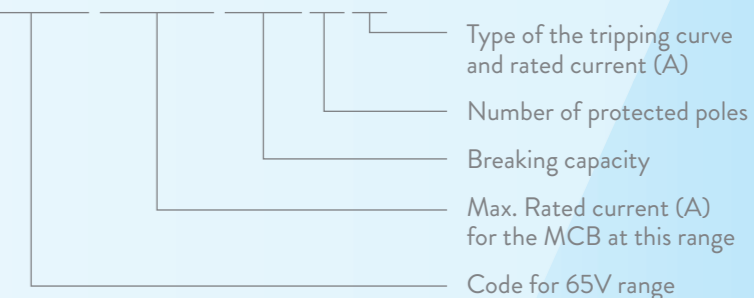 Type of the tripping curve
and rated current (A)
Number of protected poles
Breaking capacity
Max. Rated current (A)
for the MCB at this range
Code for 65V range